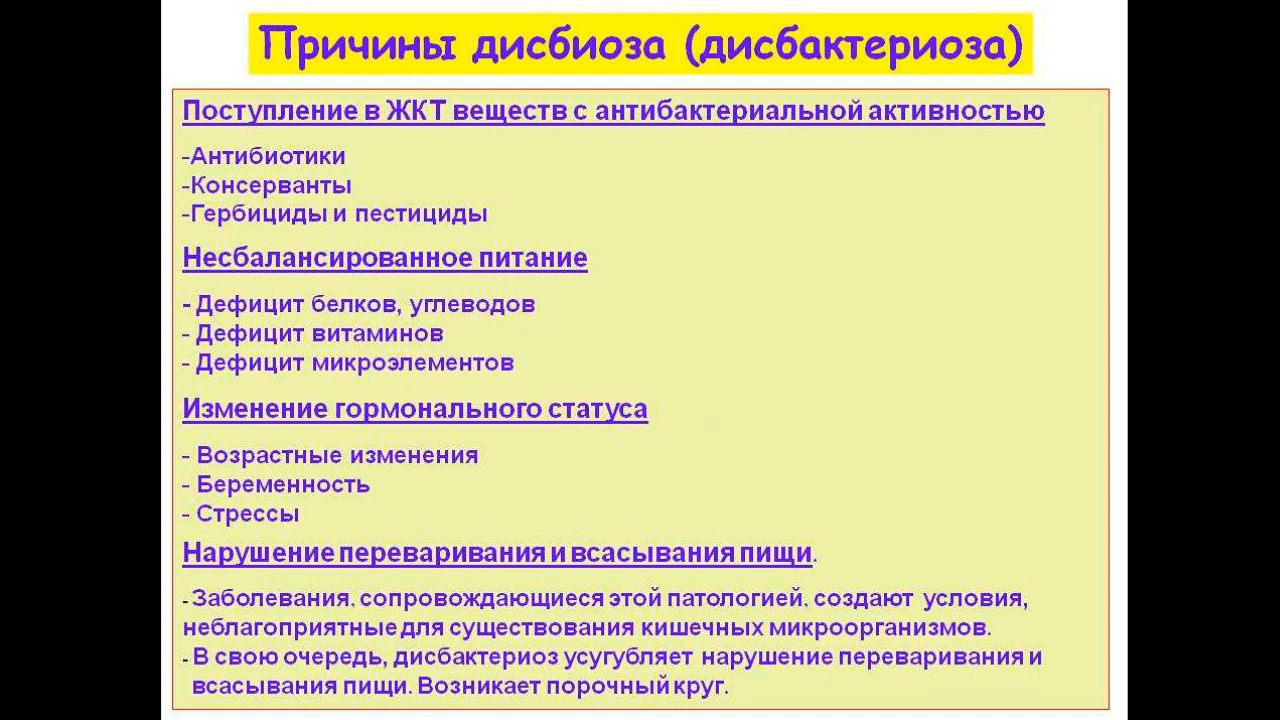 Причины дисбиоза (дисбактериоза)
Поступление в ЖКТ веществ с антибактериальной активностью
-Антибиотики
-Консерванты
-Гербициды и пестициды
Несбалансированное питание
- Дефицит белков, углеводов
- Дефицит витаминов
- Дефицит микроэлементов
Изменение гормонального статуса
- Возрастные изменения
- Беременность
- Стрессы
Нарушение переваривания и всасывания пищи.
- Заболевания, сопровождающиеся этой патологией, создают условия,
неблагоприятные для существования кишечных микроорганизмов.
- В свою очередь, дисбактериоз усугубляет нарушение переваривания и
всасывания пищи. Возникает порочный круг.